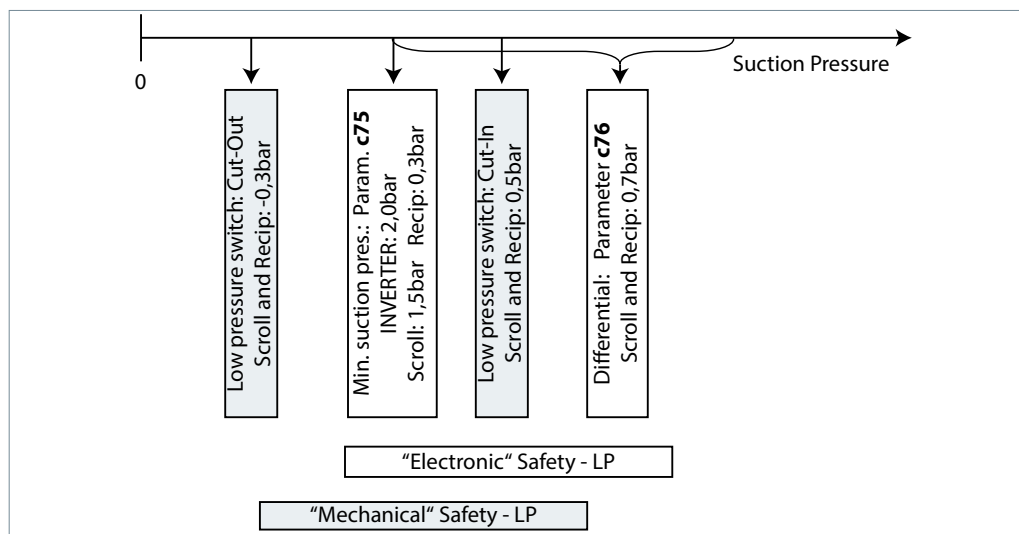 0
Suction Pressure
Low pressure switch: Cut-Out
Scroll and Recip: -0,3bar
Min. suction pres.: Param. c75
INVERTER: 2,0bar
Scroll: 1,5bar Recip: 0,3bar
Low pressure switch: Cut-In
Scroll and Recip: 0,5bar
Differential: Parameter c76
Scroll and Recip: 0,7bar
“Electronic“ Safety - LP
“Mechanical“ Safety - LP